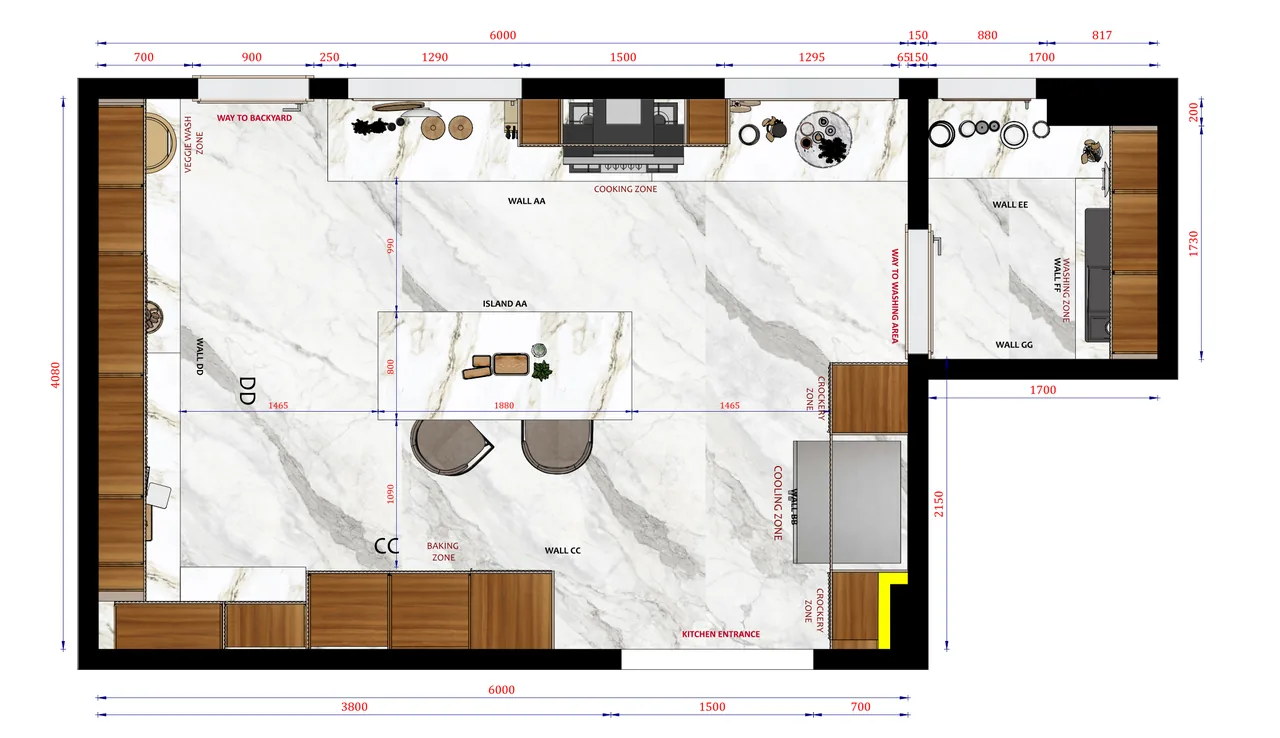 6000
150
880
817
700
900
250
1290
1500
1295
65
150
1700
WAY TO BACKYARD
VEGGIE WASH
ZONE
COOKING ZONE
WALL AA
200
WALL EE
4080
990
WAY TO WASHING AREA
WASHING ZONE
WALL FF
1730
ISLAND AA
WALL GG
WALL DD
DD
800
1465
1880
1465
CROCKERY
ZONE
1700
COOLING ZONE
WALL BB
2150
1090
CC
BAKING
ZONE
WALL CC
CROCKERY
ZONE
KITCHEN ENTRANCE
6000
3800
1500
700